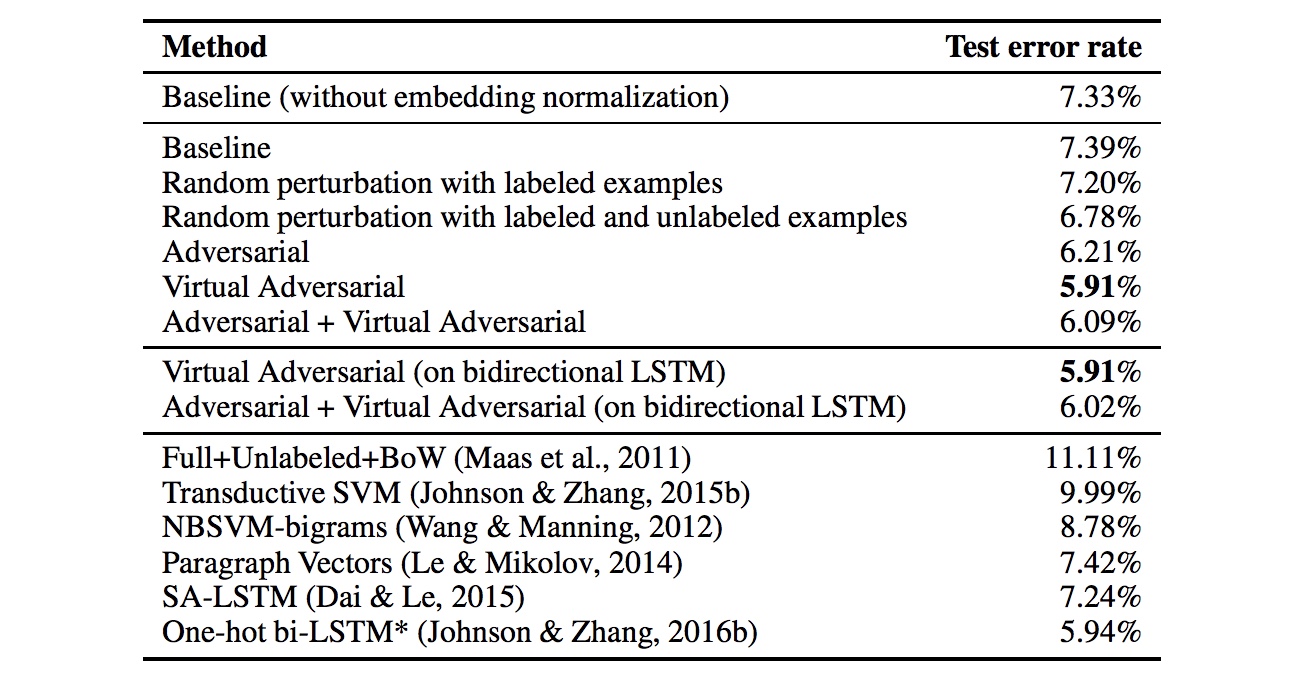 Method Test error rate
Baseline (without embedding normalization) 7.33%
Baseline 7.39%
Random perturbation with labeled examples 7.20%
Random perturbation with labeled and unlabeled examples 6.78%
Adversarial 6.21%
Virtual Adversarial 5.91%
Adversarial + Virtual Adversarial 6.09%
Virtual Adversarial (on bidirectional LSTM) 5.91%
Adversarial + Virtual Adversarial (on bidirectional LSTM) 6.02%
Full+Unlabeled+BoW (Maas et al., 2011) 11.11%
Transductive SVM (Johnson & Zhang, 2015b) 9.99%
NBSVM-bigrams (Wang & Manning, 2012) 8.78%
Paragraph Vectors (Le & Mikolov, 2014) 7.42%
SA-LSTM (Dai & Le, 2015) 7.24%
One-hot bi-LSTM* (Johnson & Zhang, 2016b) 5.94%